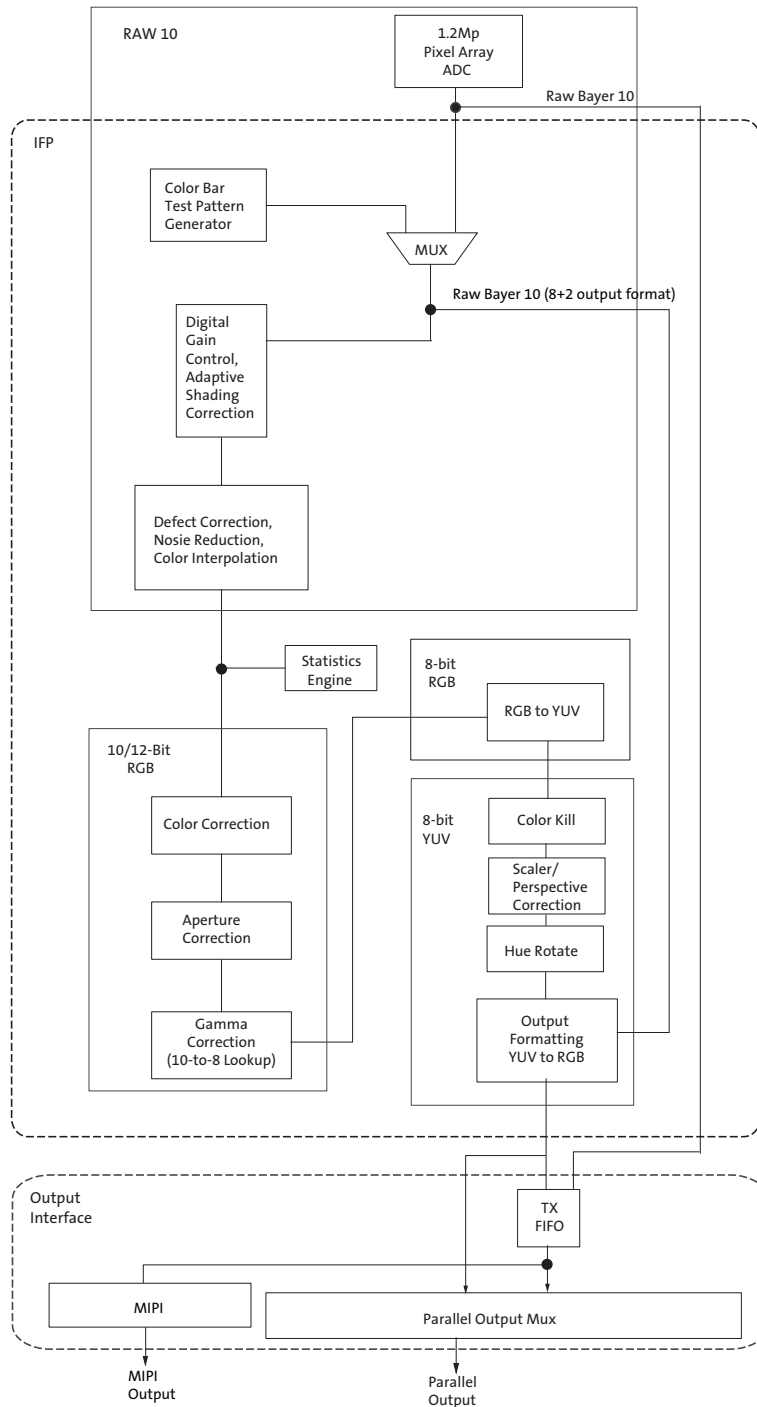 RAW 10
1.2Mp
Pixel Array
ADC
Raw Bayer 10
IFP
Color Bar
Test Pattern
Generator
MUX
Raw Bayer 10 (8+2 output format)
Digital
Gain
Control,
Adaptive
Shading
Correction
Defect Correction,
Nosie Reduction,
Color Interpolation
Statistics
Engine
8-bit
RGB
RGB to YUV
10/12-Bit
RGB
Color Correction
Aperture
Correction
Gamma
Correction
(10-to-8 Lookup)
8-bit
YUV
Color Kill
Scaler/
Perspective
Correction
Hue Rotate
Output
Formatting
YUV to RGB
Output
Interface
TX
FIFO
MIPI
Parallel Output Mux
MIPI
Output
Parallel
Output